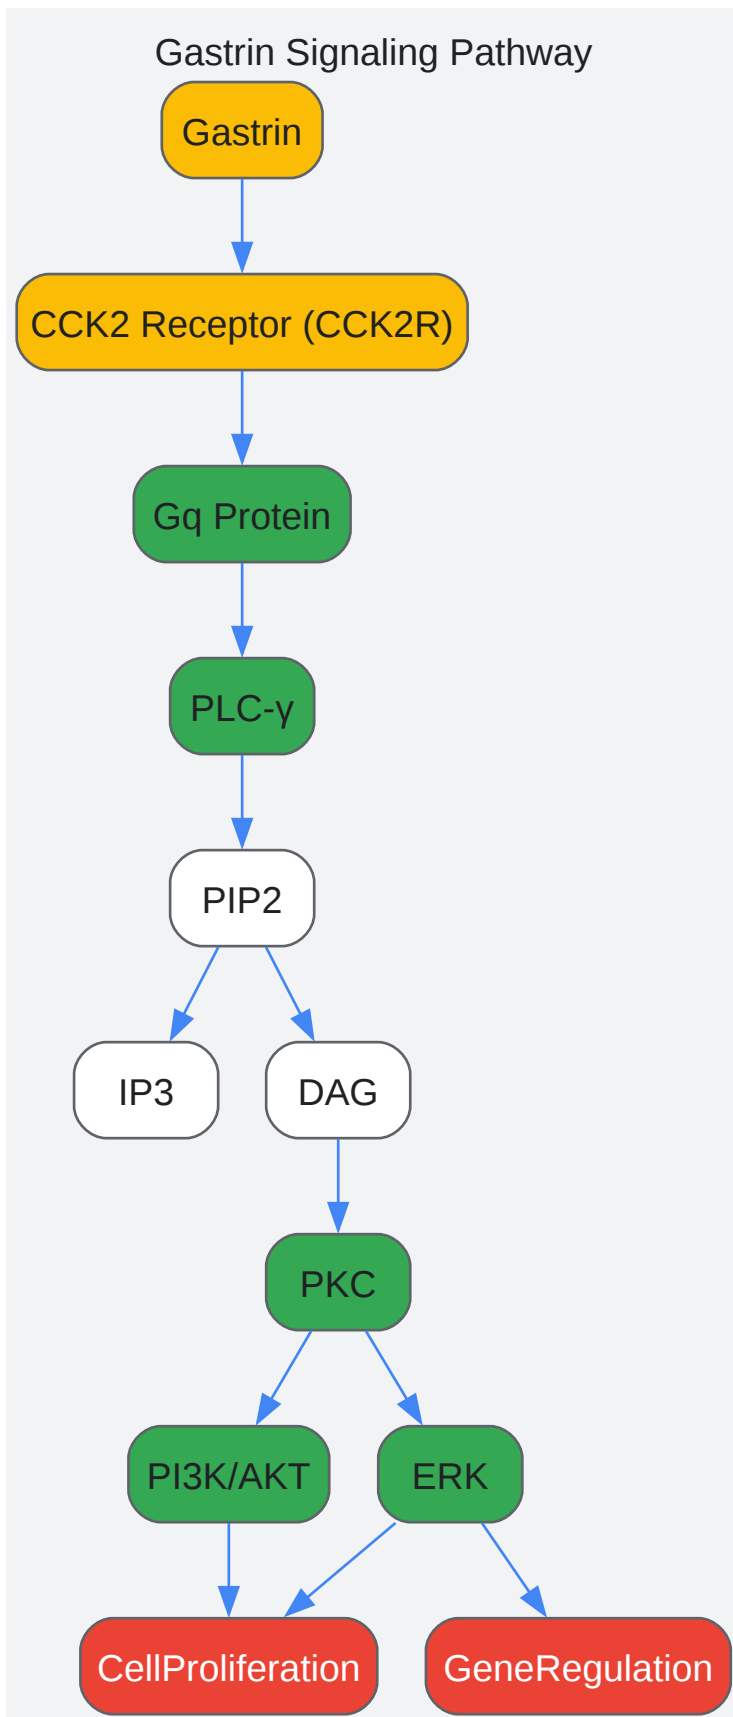 Gastrin Signaling Pathway
Gastrin
CCK2 Receptor (CCK2R)
Gq Protein
PLC-γ
PIP2
IP3
DAG
PKC
PI3K/AKT
ERK
CellProliferation
GeneRegulation